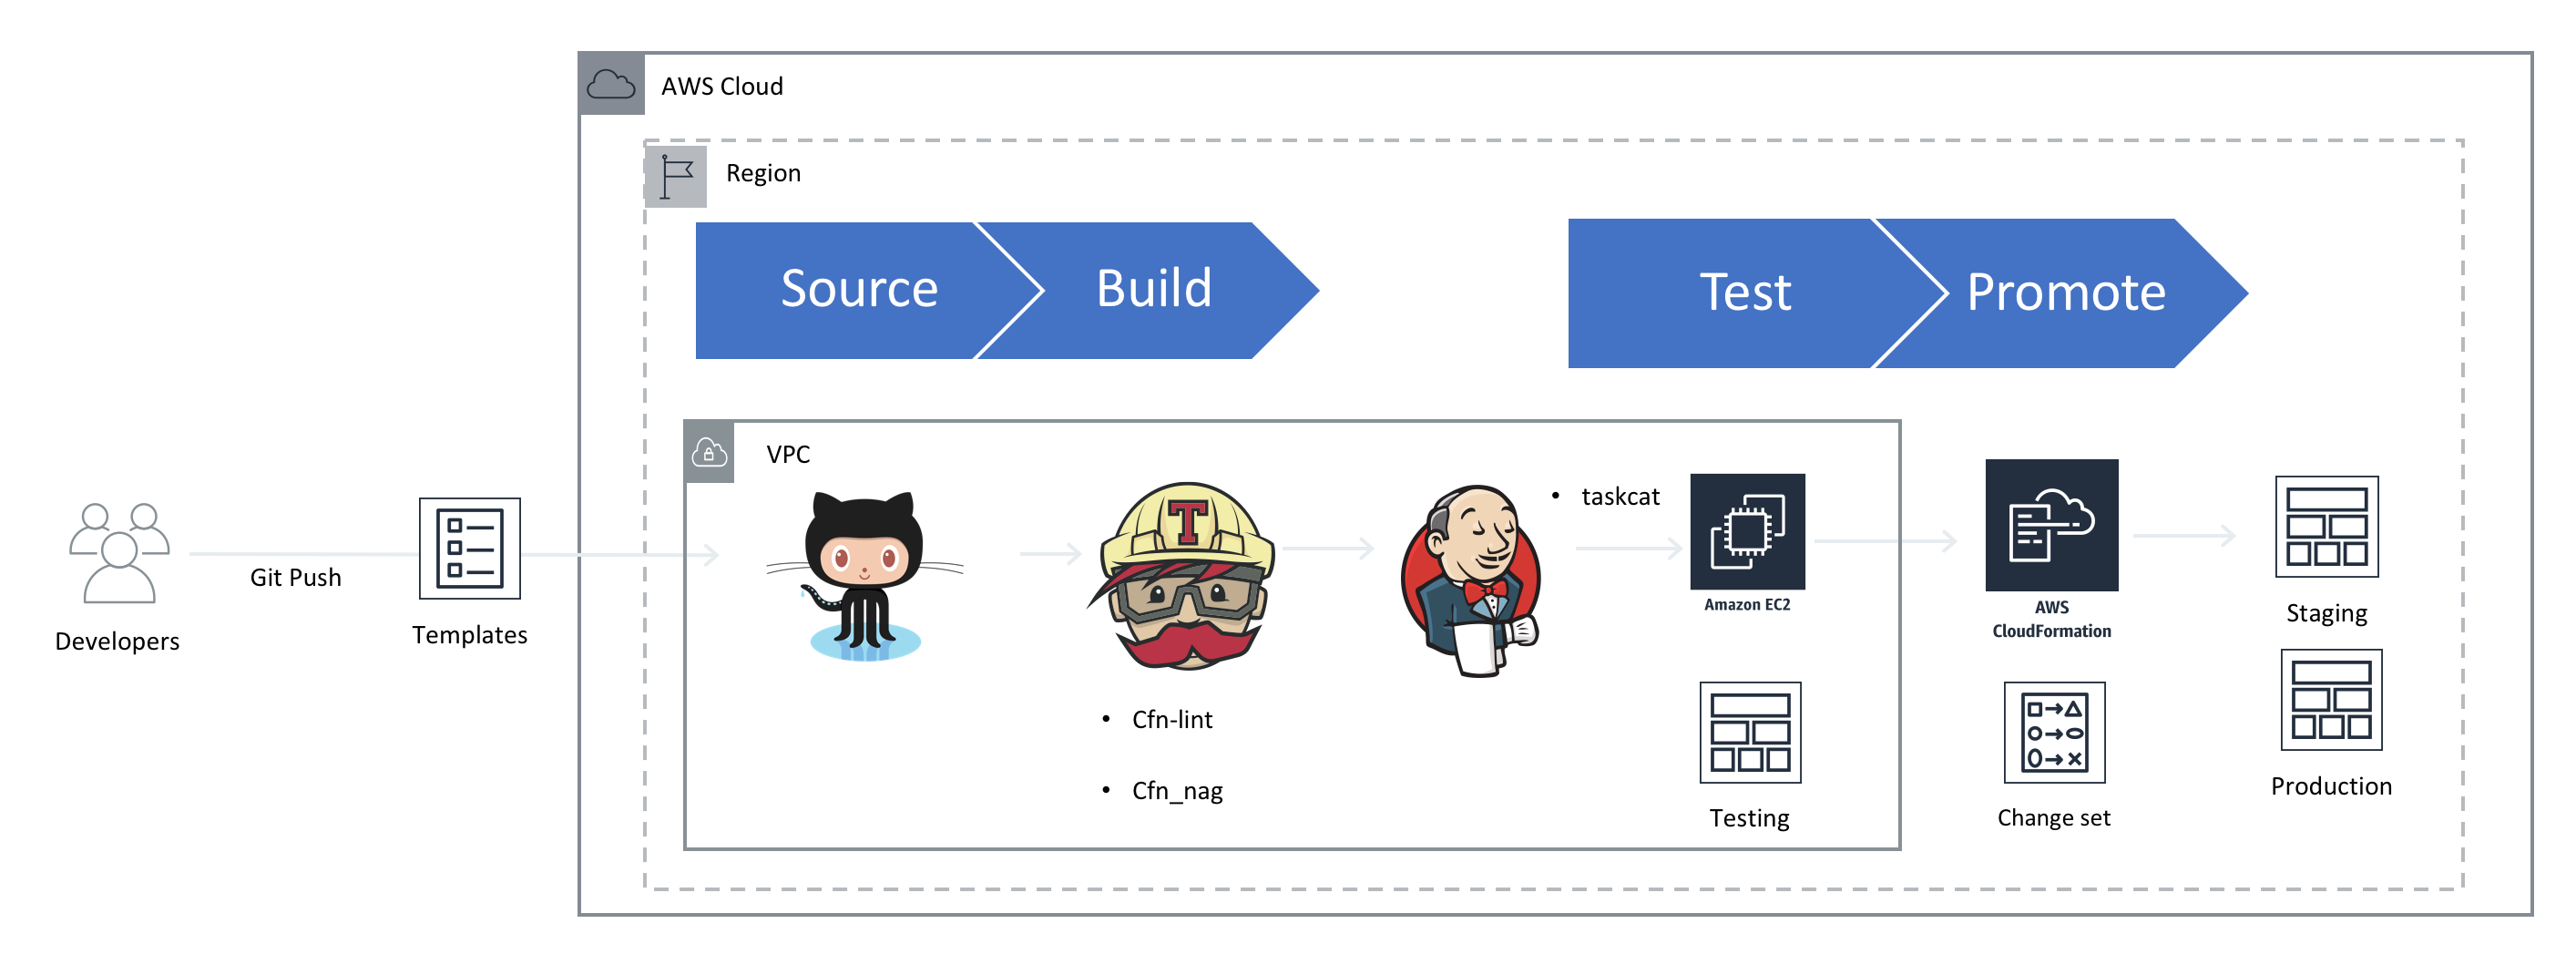 AWS Cloud
Region
Source
Build
Test
Promote
VPC
• taskcat
Amazon EC2
AWS
CloudFormation
Git Push
Developers
Templates
T
• Cfn-lint
• Cfn_nag
Testing
Change set
Staging
Production